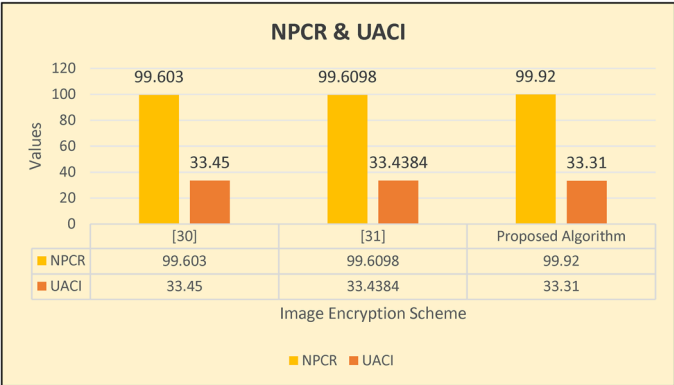 NPCR & UACI
120
100
80
60
40
20
0
Values
99.603
99.6098
99.92
33.45
33.4384
33.31
[30] [31] Proposed Algorithm
NPCR 99.603 99.6098 99.92
UACI 33.45 33.4384 33.31
Image Encryption Scheme
NPCR UACI